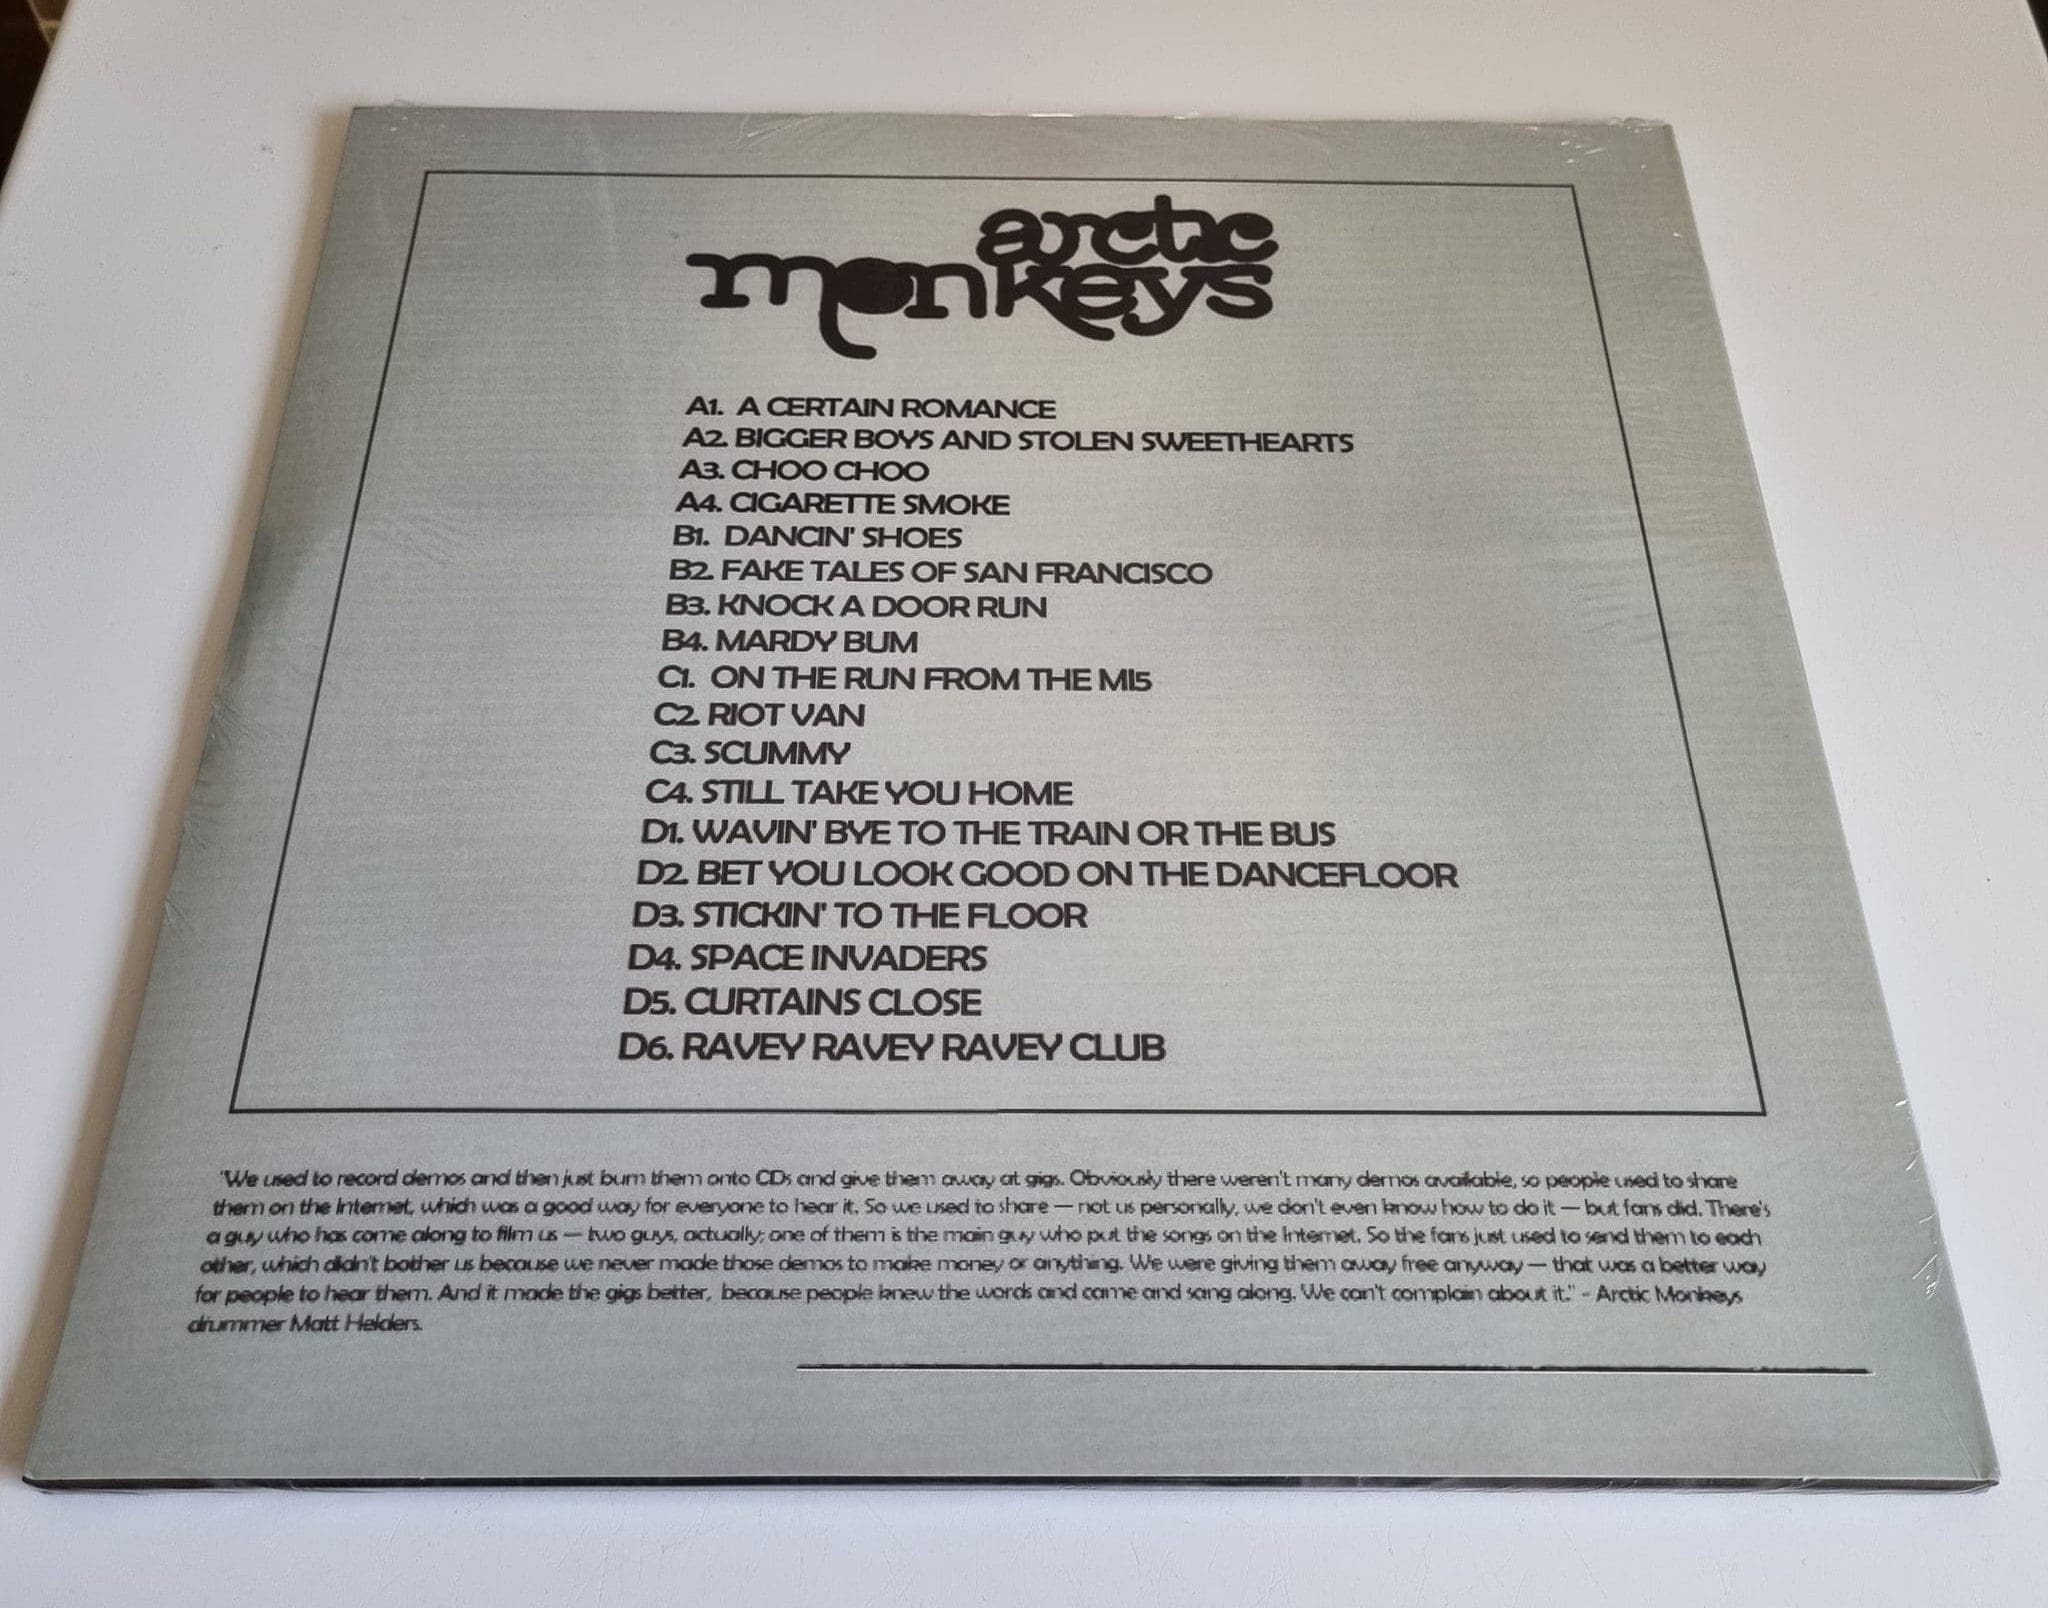 arctic
monkeys
A1. A CERTAIN ROMANCE
A2. BIGGER BOYS AND STOLEN SWEETHEARTS
A3. CHOO CHOO
A4. CIGARETTE SMOKE
B1. DANCIN' SHOES
B2. FAKE TALES OF SAN FRANCISCO
B3. KNOCK A DOOR RUN
B4. MARDY BUM
C1. ON THE RUN FROM THE MI5
C2. RIOT VAN
C3. SCUMMY
C4. STILL TAKE YOU HOME
D1. WAVIN' BYE TO THE TRAIN OR THE BUS
D2. BET YOU LOOK GOOD ON THE DANCEFLOOR
D3. STICKIN' TO THE FLOOR
D4. SPACE INVADERS
D5. CURTAINS CLOSE
D6. RAVEY RAVEY RAVEY CLUB
"We used to record demos and then just burn them onto CDs and give them away at gigs. Obviously there weren't many demos available, so people used to share
them on the Internet, which was a good way for everyone to hear it. So we used to share — not us personally, we don't even know how to do it — but fans did. There's
a guy who has come along to film us — two guys, actually; one of them is the main guy who put the songs on the Internet. So the fans just used to send them to each
other, which didn't bother us because we never made those demos to make money or anything. We were giving them away free anyway — that was a better way
for people to hear them. And it made the gigs better, because people knew the words and came and sang along. We can't complain about it." - Arctic Monkeys
drummer Matt Helders.